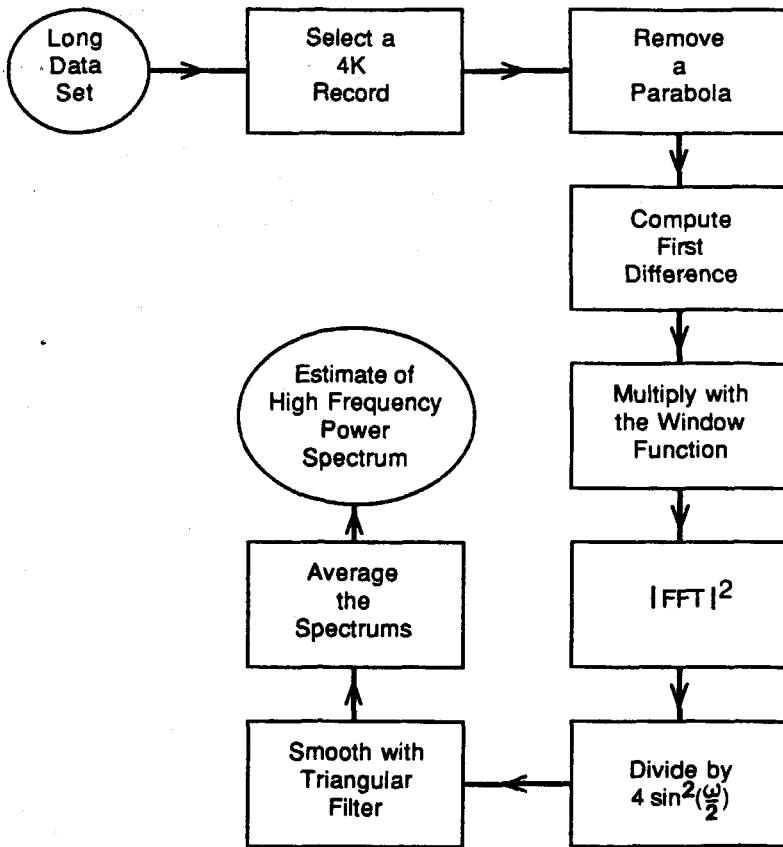 Long
Data
Set
Select a
4K
Record
Remove
a
Parabola
Compute
First
Difference
Multiply with
the Window
Function
|FFT|²
Divide by
4 sin²(ω/2)
Smooth with
Triangular
Filter
Average
the
Spectrums
Estimate of
High Frequency
Power
Spectrum